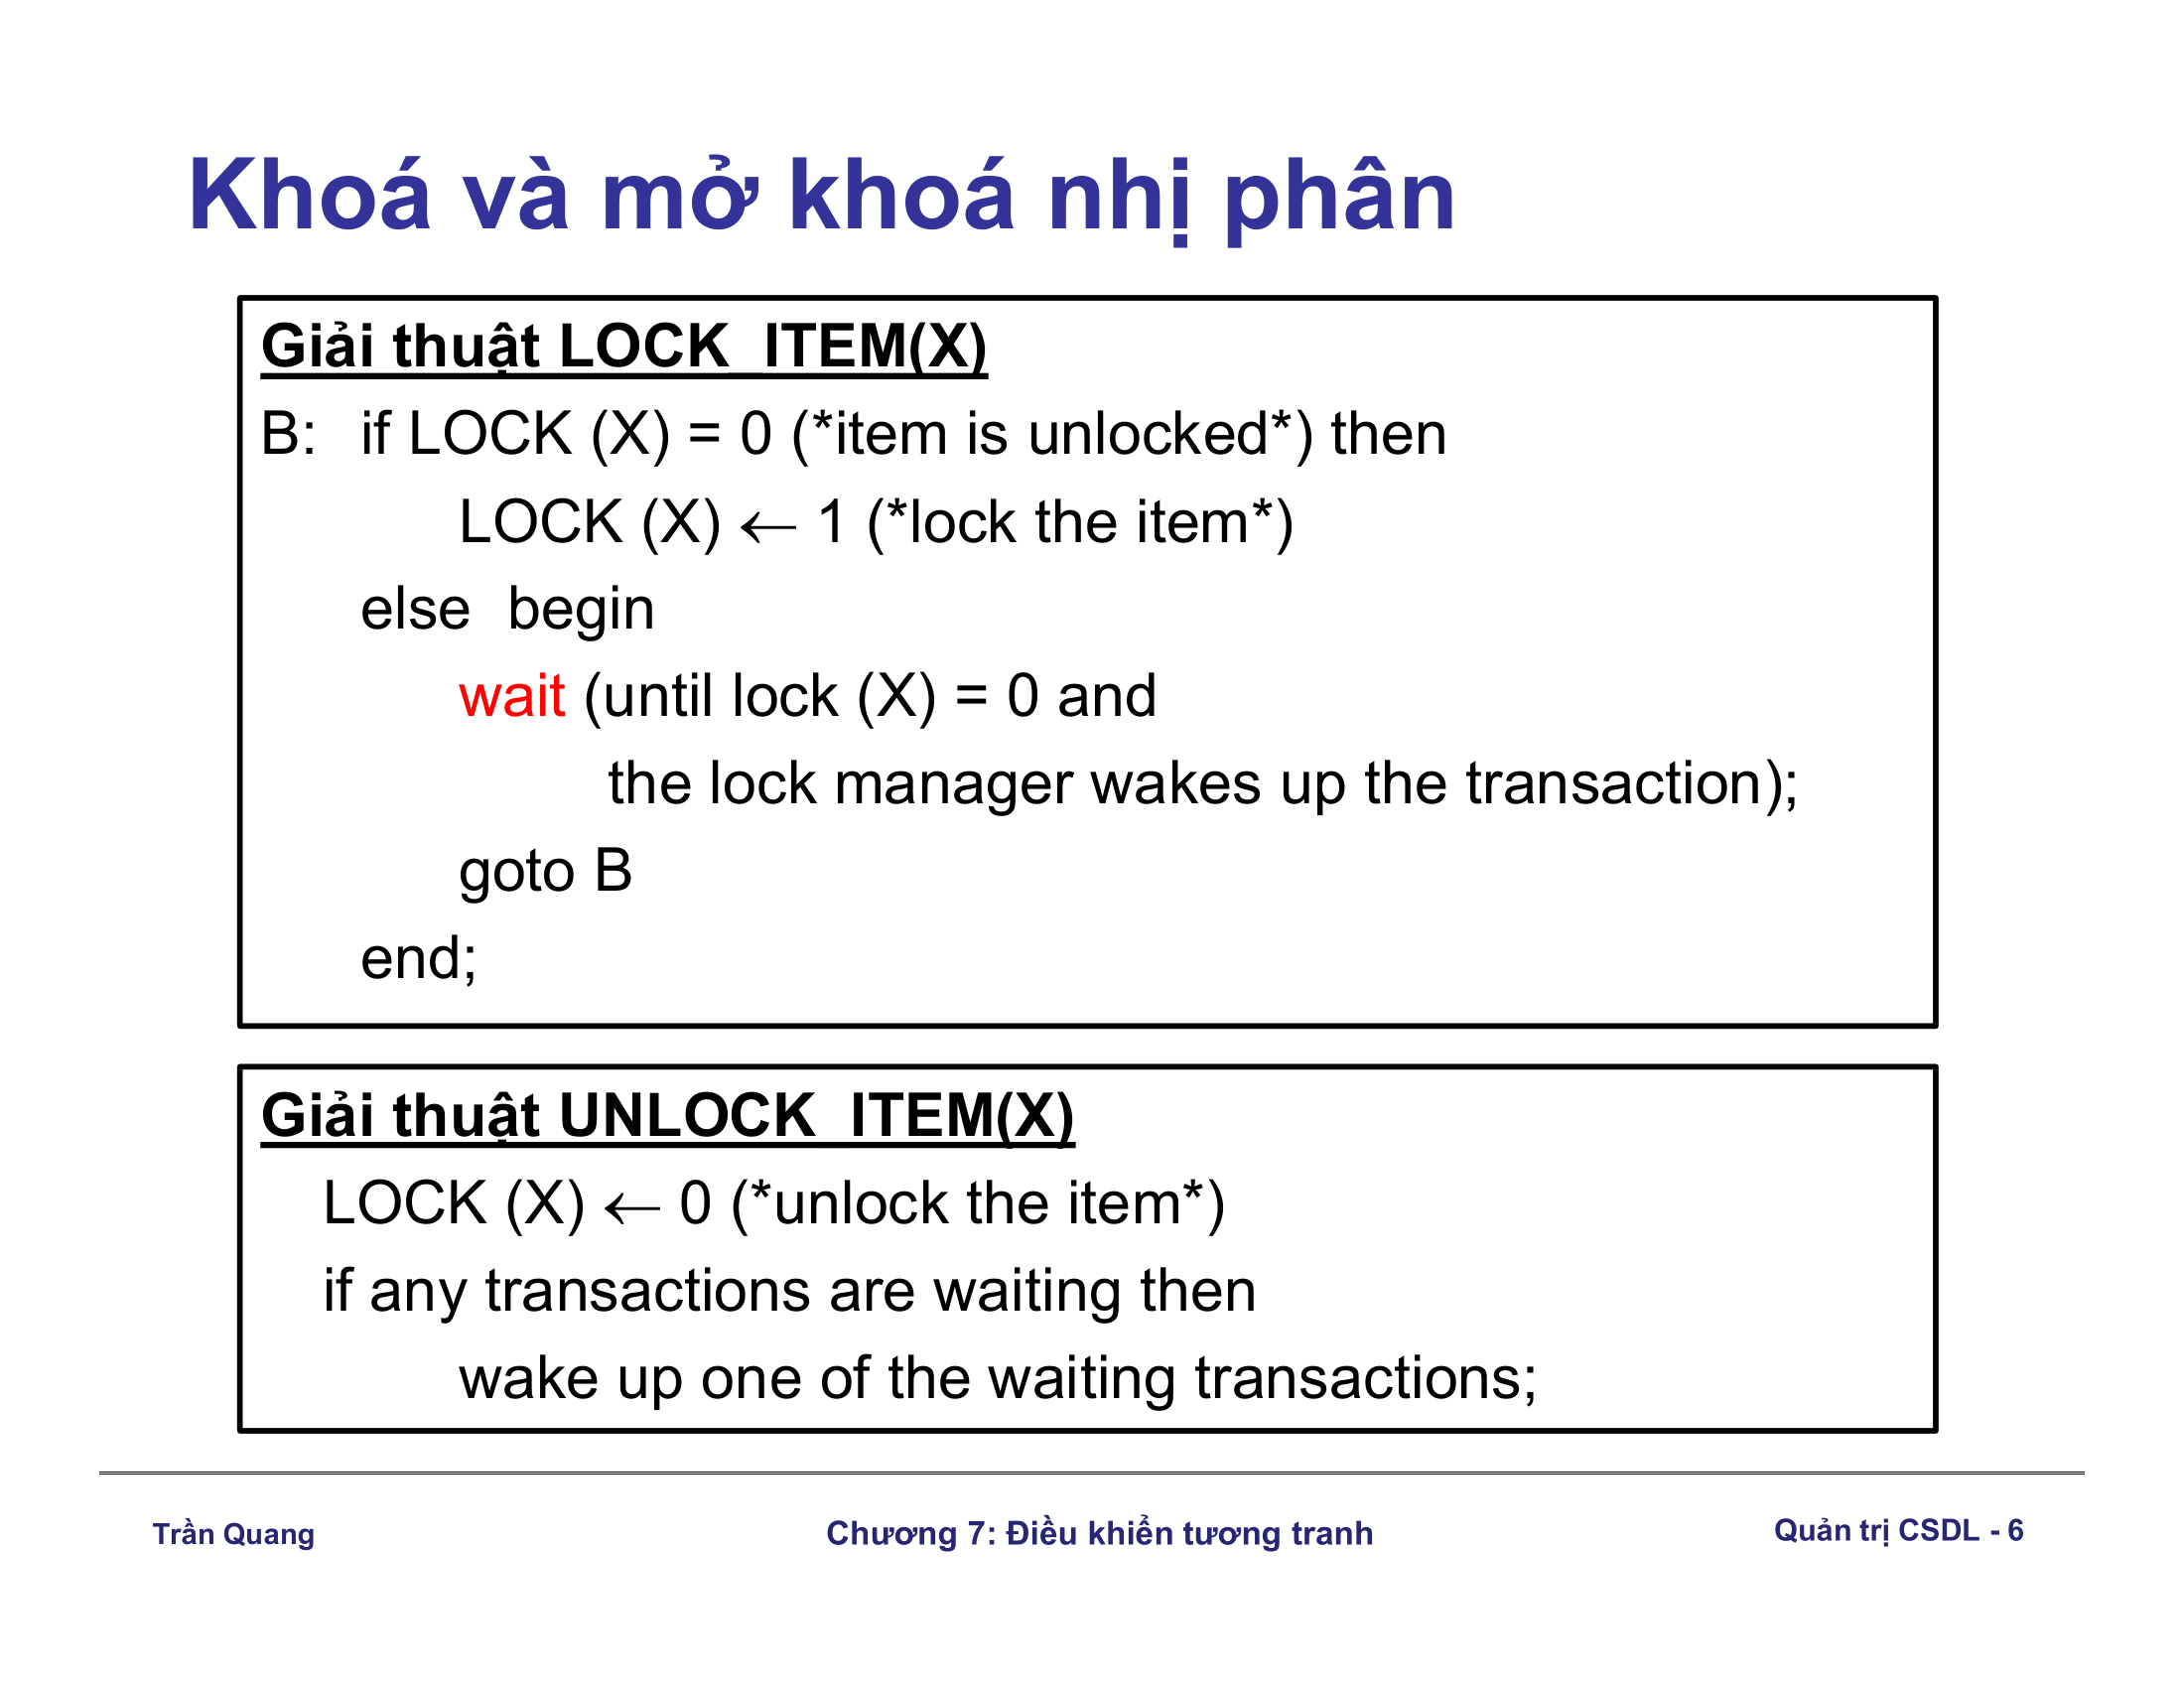 Khoá và mở khoá nhị phân
Giải thuật LOCK_ITEM(X)
B: if LOCK (X) = 0 (*item is unlocked*) then
LOCK (X) ← 1 (*lock the item*)
else begin
wait (until lock (X) = 0 and
the lock manager wakes up the transaction);
goto B
end;
Giải thuật UNLOCK_ITEM(X)
LOCK (X) ← 0 (*unlock the item*)
if any transactions are waiting then
wake up one of the waiting transactions;
Trần Quang
Chương 7: Điều khiển tương tranh
Quản trị CSDL - 6